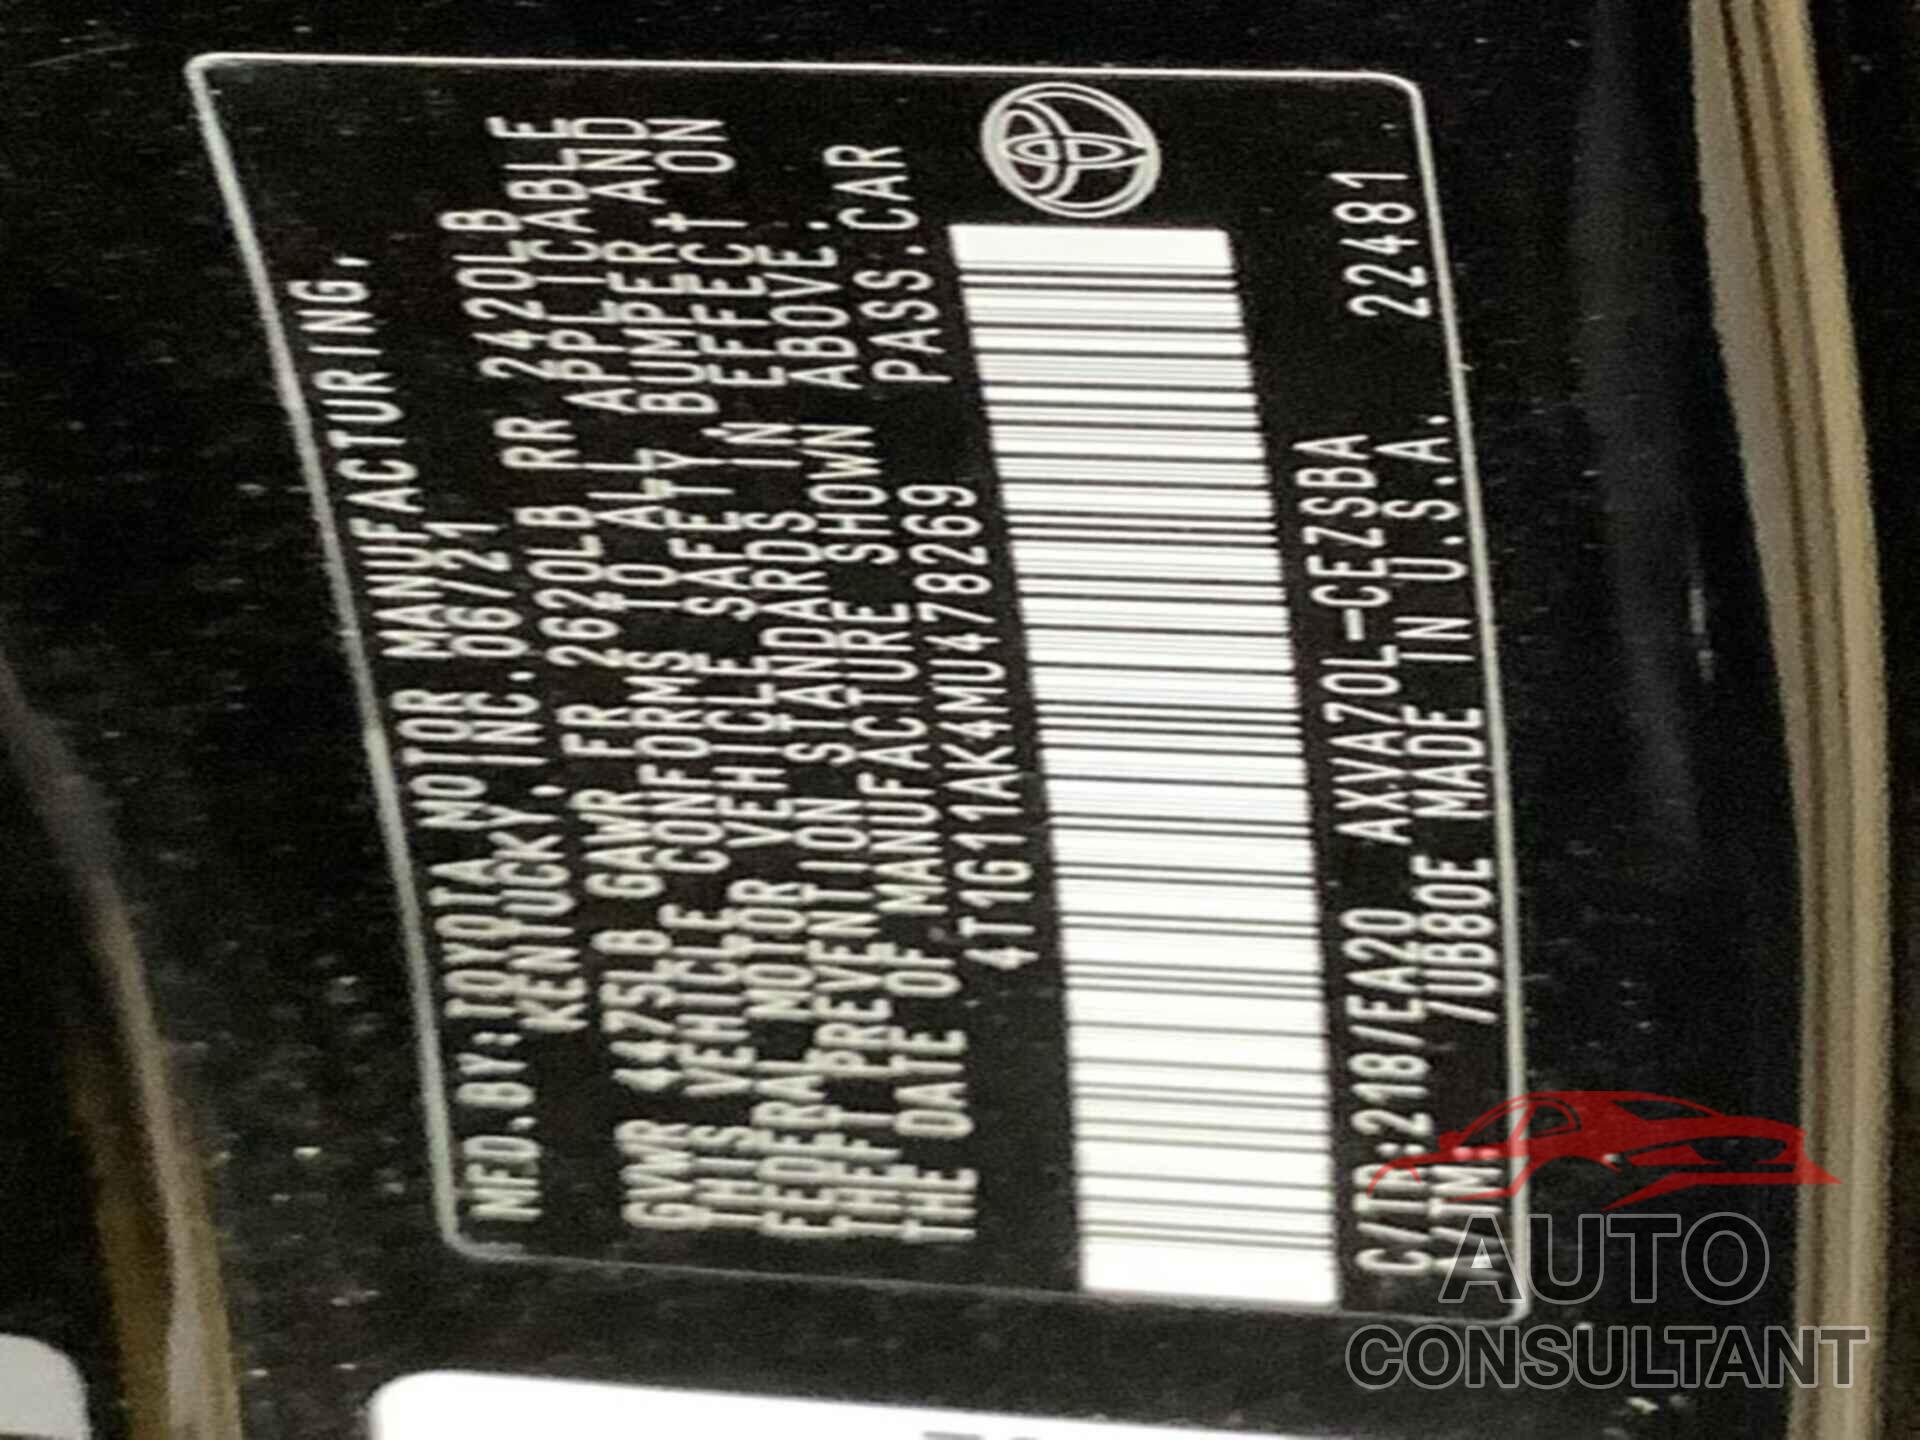 MFD.BY:TOYOTA MOTOR MANUFACTURING,
KENTUCKY,INC.06/21
GVWR 4475LB GAWR FR 2620LB RR 2420LB
THIS VEHICLE CONFORMS TO ALL APPLICABLE
FEDERAL MOTOR VEHICLE SAFETY, BUMPER, AND
THEFT PREVENTION STANDARDS IN EFFECT ON
THE DATE OF MANUFACTURE SHOWN ABOVE.
4T1G11AK4MU478269 PASS.CAR
C/TR:218/EA20 AXVA70L-CEZSBA 22481
A/TM: /UB80E MADE IN U.S.A.
AUTO
CONSULTANT